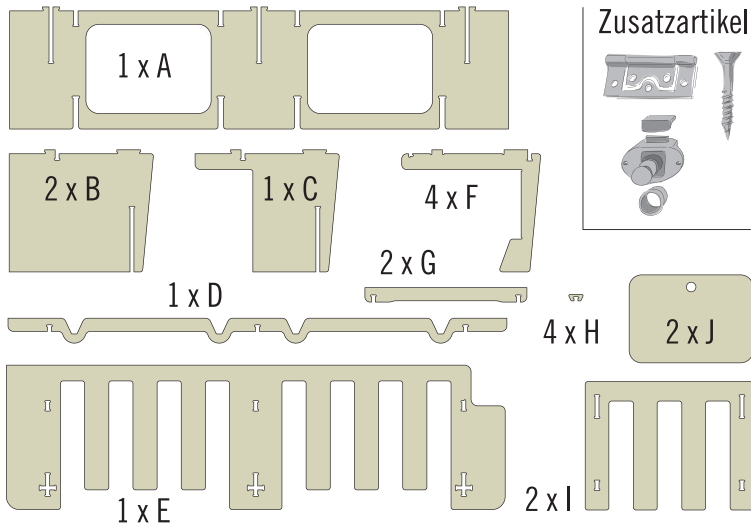 Zusatzartikel
1 x A
2 x B
1 x C
4 x F
2 x G
1 x D
4 x H
2 x J
1 x E
2 x I